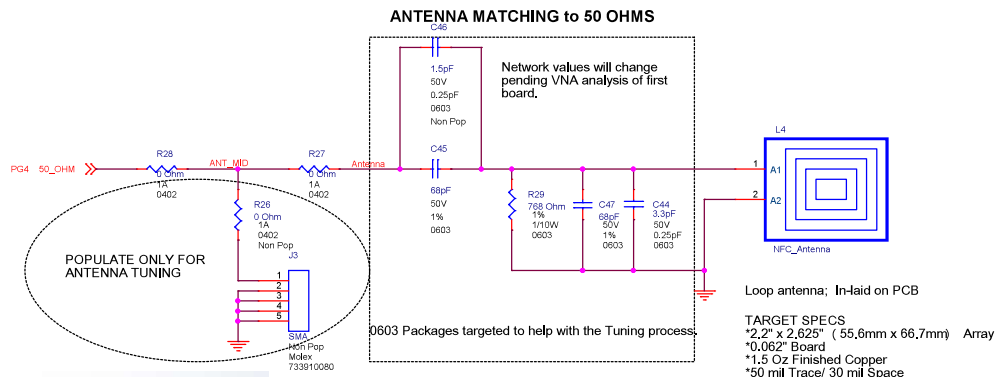 ANTENNA MATCHING to 50 OHMS
C46
1.5pF
50V
0.25pF
0603
Non Pop
Network values will change
pending VNA analysis of first
board.
PG4 50_OHM
R28
0 Ohm
1A
0402
ANT_MID
R27
0 Ohm
1A
0402
Antenna
C45
68pF
50V
1%
0603
R26
0 Ohm
1A
0402
Non Pop
R29
768 Ohm
1%
1/10W
0603
C47
68pF
50V
1%
0603
C44
3.3pF
50V
0.25pF
0603
L4
1
A1
2
A2
NFC_Antenna
POPULATE ONLY FOR
ANTENNA TUNING
J3
1
2
3
4
5
SMA
Non Pop
Molex
733910080
0603 Packages targeted to help with the Tuning process.
Loop antenna; In-laid on PCB
TARGET SPECS
*2.2" x 2.625" ( 55.6mm x 66.7mm) Array
*0.062" Board
*1.5 Oz Finished Copper
*50 mil Trace/ 30 mil Space